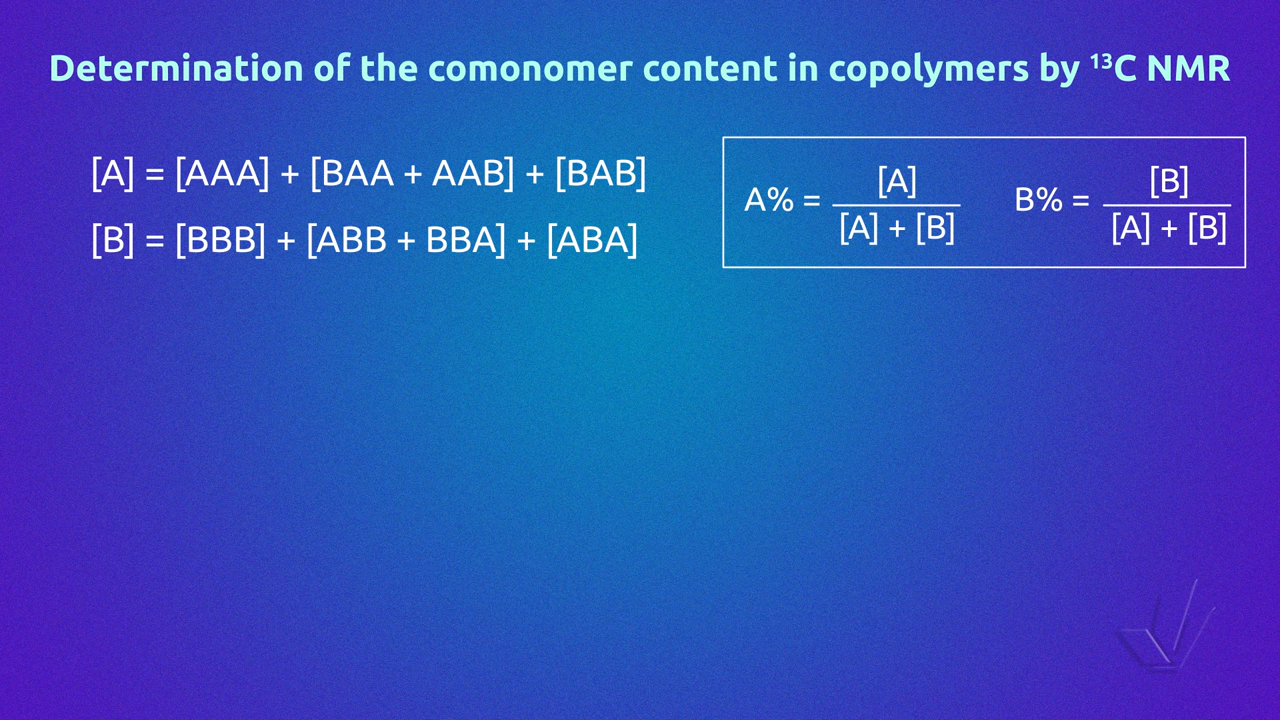 Determination of the comonomer content in copolymers by ¹³C NMR
[A] = [AAA] + [BAA + AAB] + [BAB]
[B] = [BBB] + [ABB + BBA] + [ABA]
A% = [A] / [A] + [B]
B% = [B] / [A] + [B]